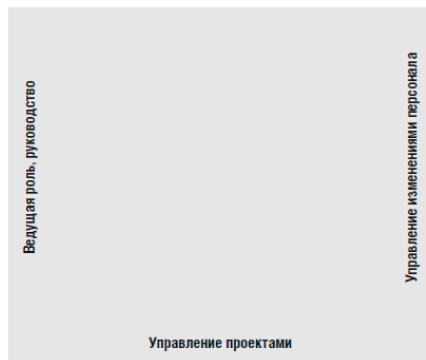 Ведущая роль, руководство
Управление изменениями персонала
Управление проектами